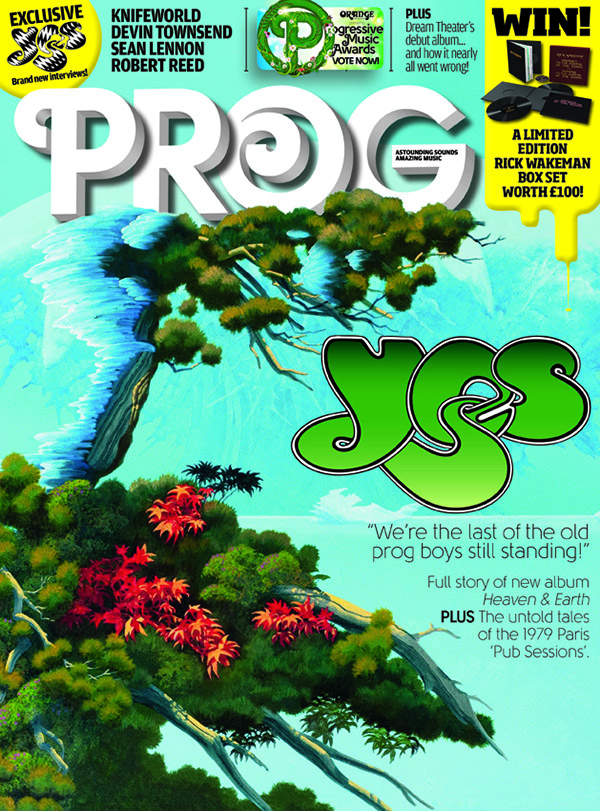 EXCLUSIVE
yes
Brand new interviews!
KNIFEWORLD
DEVIN TOWNSEND
SEAN LENNON
ROBERT REED
ORANGE
Progressive
Music
Awards
VOTE NOW!
PLUS
Dream Theater's
debut album...
and how it nearly
all went wrong!
WIN!
A LIMITED
EDITION
RICK WAKEMAN
BOX SET
WORTH £100!
PROG
ASTOUNDING SOUNDS
AMAZING MUSIC
yes
“We're the last of the old
prog boys still standing!”
Full story of new album
Heaven & Earth
PLUS The untold tales
of the 1979 Paris
‘Pub Sessions’.